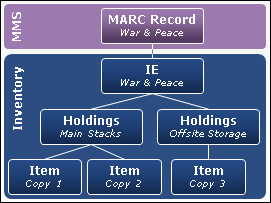 MMS
MARC Record
War & Peace
Inventory
IE
War & Peace
Holdings
Main Stacks
Holdings
Offsite Storage
Item
Copy 1
Item
Copy 2
Item
Copy 3